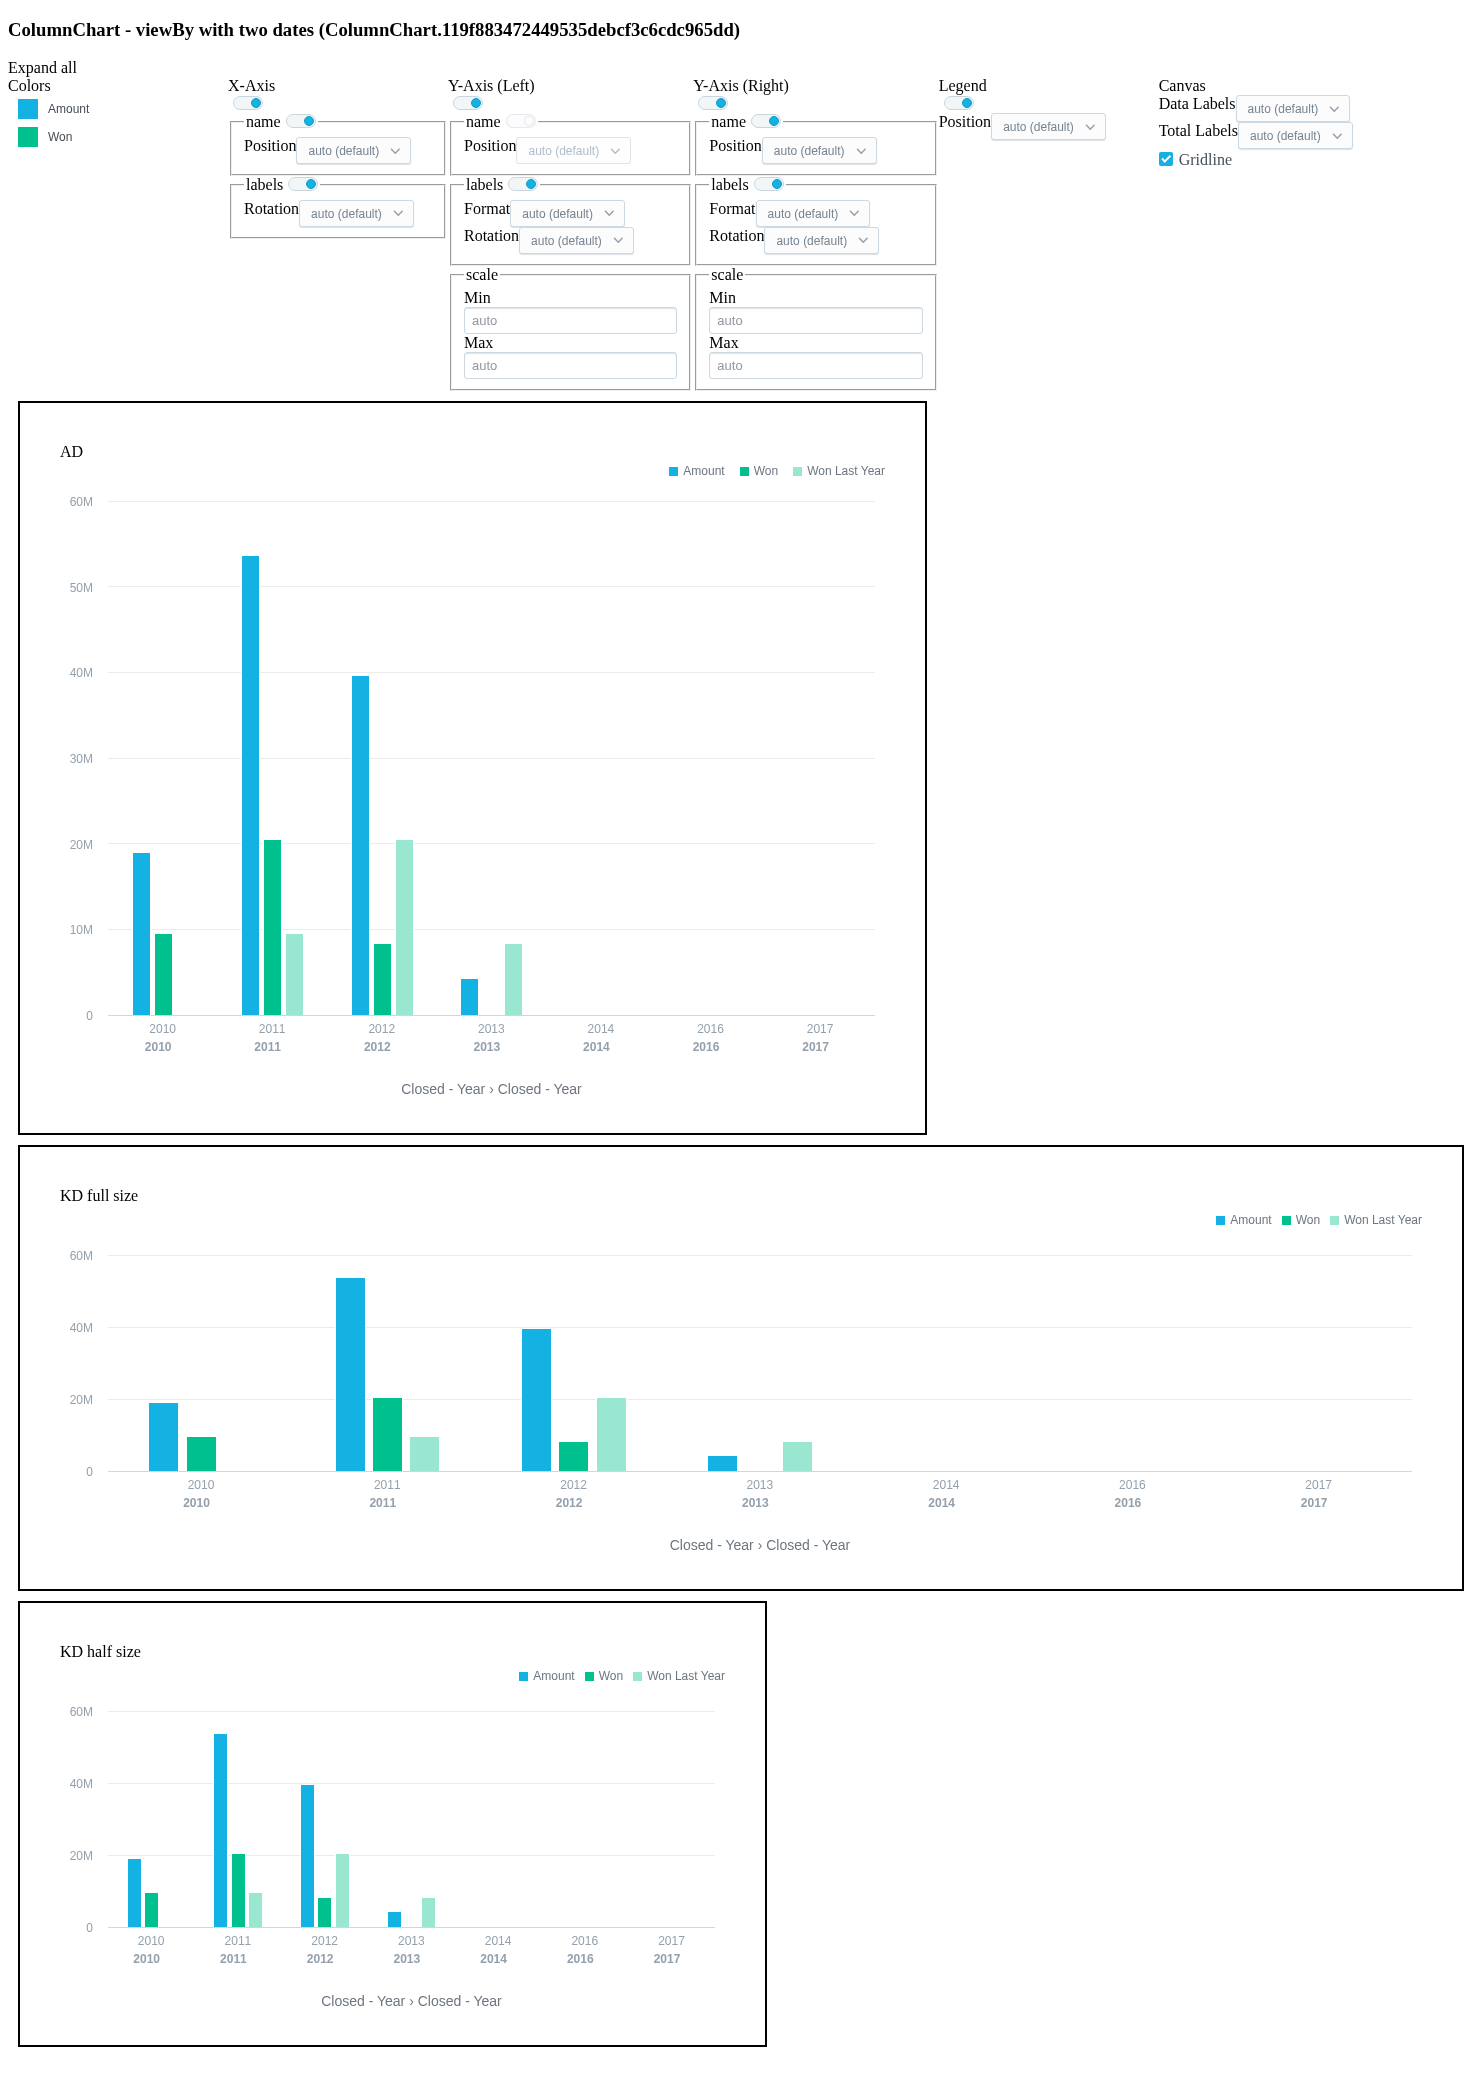 ColumnChart - viewBy with two dates (ColumnChart.119f883472449535debcf3c6cdc965dd)
Expand all
Colors
Amount
Won
X-Axis
name
Position auto (default)
labels
Rotation auto (default)
Y-Axis (Left)
name
Position auto (default)
labels
Format auto (default)
Rotation auto (default)
scale
Min
auto
Max
auto
Y-Axis (Right)
name
Position auto (default)
labels
Format auto (default)
Rotation auto (default)
scale
Min
auto
Max
auto
Legend
Position auto (default)
Canvas
Data Labels auto (default)
Total Labels auto (default)
Gridline
AD
Amount Won Won Last Year
60M
50M
40M
30M
20M
10M
0
2010 2011 2012 2013 2014 2016 2017
2010 2011 2012 2013 2014 2016 2017
Closed - Year › Closed - Year
KD full size
Amount Won Won Last Year
60M
40M
20M
0
2010 2011 2012 2013 2014 2016 2017
2010 2011 2012 2013 2014 2016 2017
Closed - Year › Closed - Year
KD half size
Amount Won Won Last Year
60M
40M
20M
0
2010 2011 2012 2013 2014 2016 2017
2010 2011 2012 2013 2014 2016 2017
Closed - Year › Closed - Year